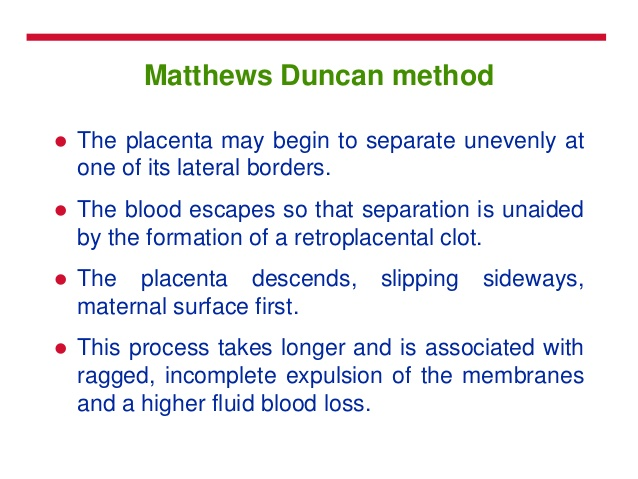 Matthews Duncan method
● The placenta may begin to separate unevenly at
one of its lateral borders.
● The blood escapes so that separation is unaided
by the formation of a retroplacental clot.
● The placenta descends, slipping sideways,
maternal surface first.
● This process takes longer and is associated with
ragged, incomplete expulsion of the membranes
and a higher fluid blood loss.